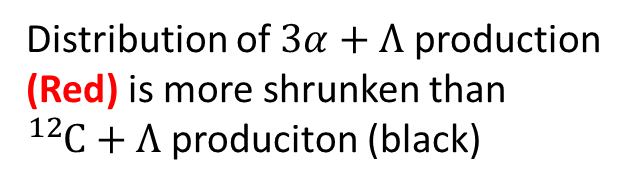 Distribution of 3α + Λ production
(Red) is more shrunken than
¹²C + Λ produciton (black)